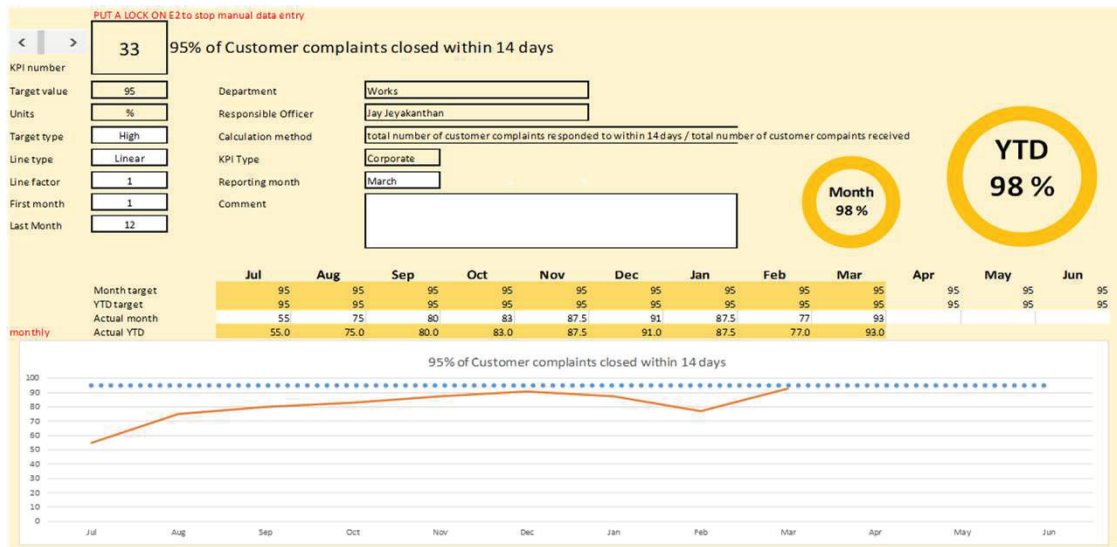 PUT A LOCK ON E2 to stop manual data entry
KPI number
33
95% of Customer complaints closed within 14 days
Target value 95
Department Works
Units %
Responsible Officer Jay Jeyakanthan
Target type High
Calculation method total number of customer complaints responded to within 14 days / total number of customer compaints received
Line type Linear
KPI Type Corporate
Line factor 1
Reporting month March
First month 1
Comment
Last Month 12
Month
98 %
YTD
98 %
Jul Aug Sep Oct Nov Dec Jan Feb Mar Apr May Jun
Month target 95 95 95 95 95 95 95 95 95 95 95 95
YTD target 95 95 95 95 95 95 95 95 95 95 95 95
Actual month 55 75 80 83 87.5 91 87.5 77 93
monthly Actual YTD 55.0 75.0 80.0 83.0 87.5 91.0 87.5 77.0 93.0
95% of Customer complaints closed within 14 days
100
90
80
70
60
50
40
30
20
10
0
Jul Aug Sep Oct Nov Dec Jan Feb Mar Apr May Jun